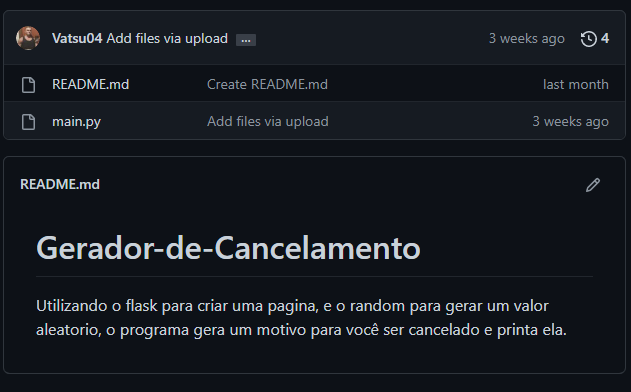 Vatsu04 Add files via upload ... 3 weeks ago 4
README.md Create README.md last month
main.py Add files via upload 3 weeks ago
README.md
Gerador-de-Cancelamento
Utilizando o flask para criar uma pagina, e o random para gerar um valor
aleatorio, o programa gera um motivo para você ser cancelado e printa ela.